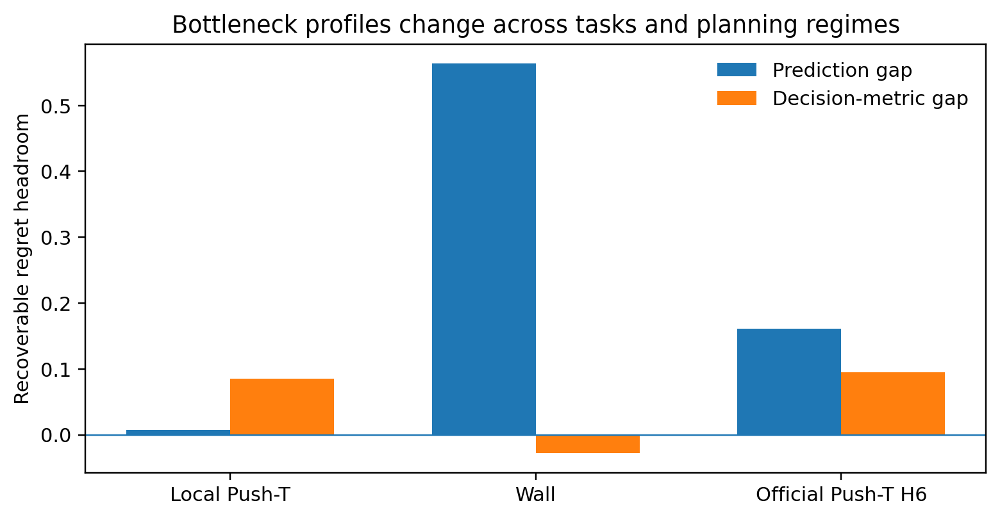 Bottleneck profiles change across tasks and planning regimes
Prediction gap
Decision-metric gap
Recoverable regret headroom
0.5
0.4
0.3
0.2
0.1
0.0
Local Push-T
Wall
Official Push-T H6